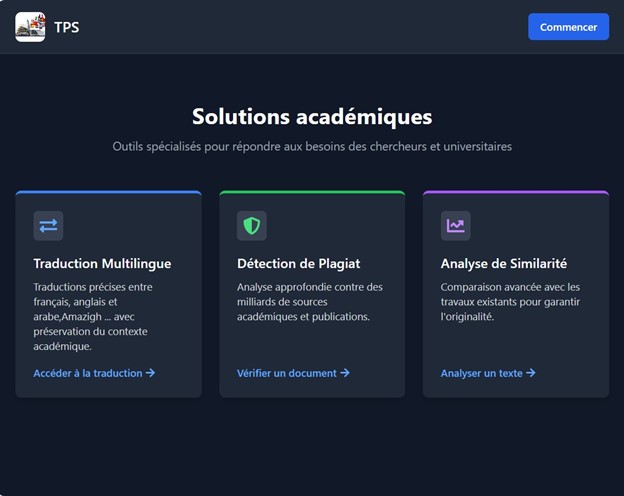 TPS
Commencer
Solutions académiques
Outils spécialisés pour répondre aux besoins des chercheurs et universitaires
Traduction Multilingue
Traductions précises entre
français, anglais et
arabe,Amazigh ... avec
préservation du contexte
académique.
Accéder à la traduction →
Détection de Plagiat
Analyse approfondie contre des
milliards de sources
académiques et publications.
Vérifier un document →
Analyse de Similarité
Comparaison avancée avec les
travaux existants pour garantir
l'originalité.
Analyser un texte →